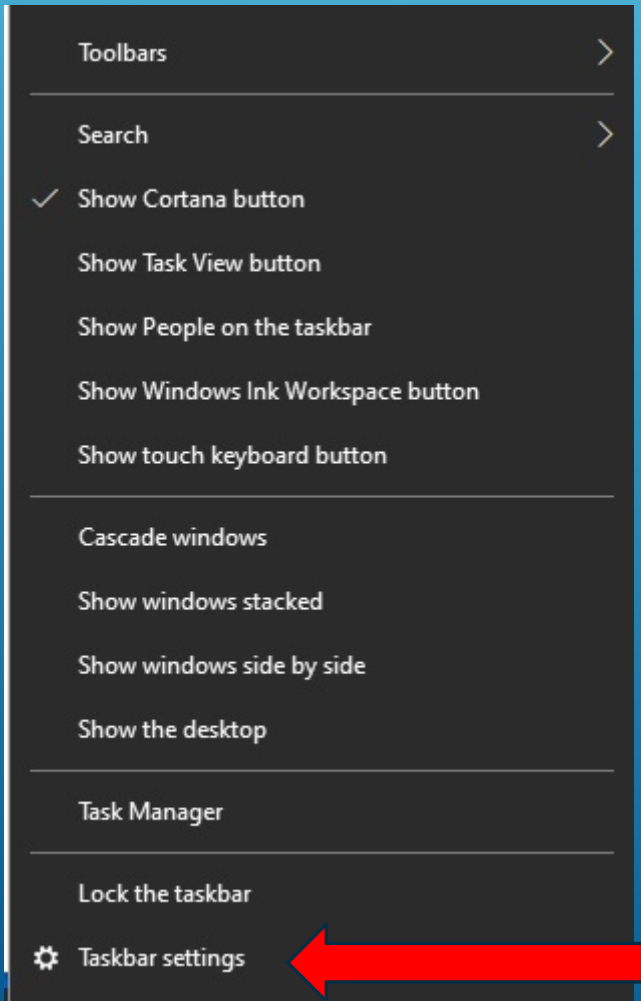 Toolbars
Search
Show Cortana button
Show Task View button
Show People on the taskbar
Show Windows Ink Workspace button
Show touch keyboard button
Cascade windows
Show windows stacked
Show windows side by side
Show the desktop
Task Manager
Lock the taskbar
Taskbar settings